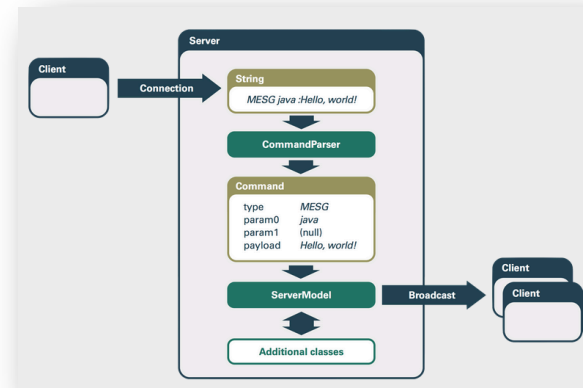 Server
Client
Connection
String
MESG java :Hello, world!
CommandParser
Command
type MESG
param0 java
param1 (null)
payload Hello, world!
ServerModel
Broadcast
Client
Client
Additional classes